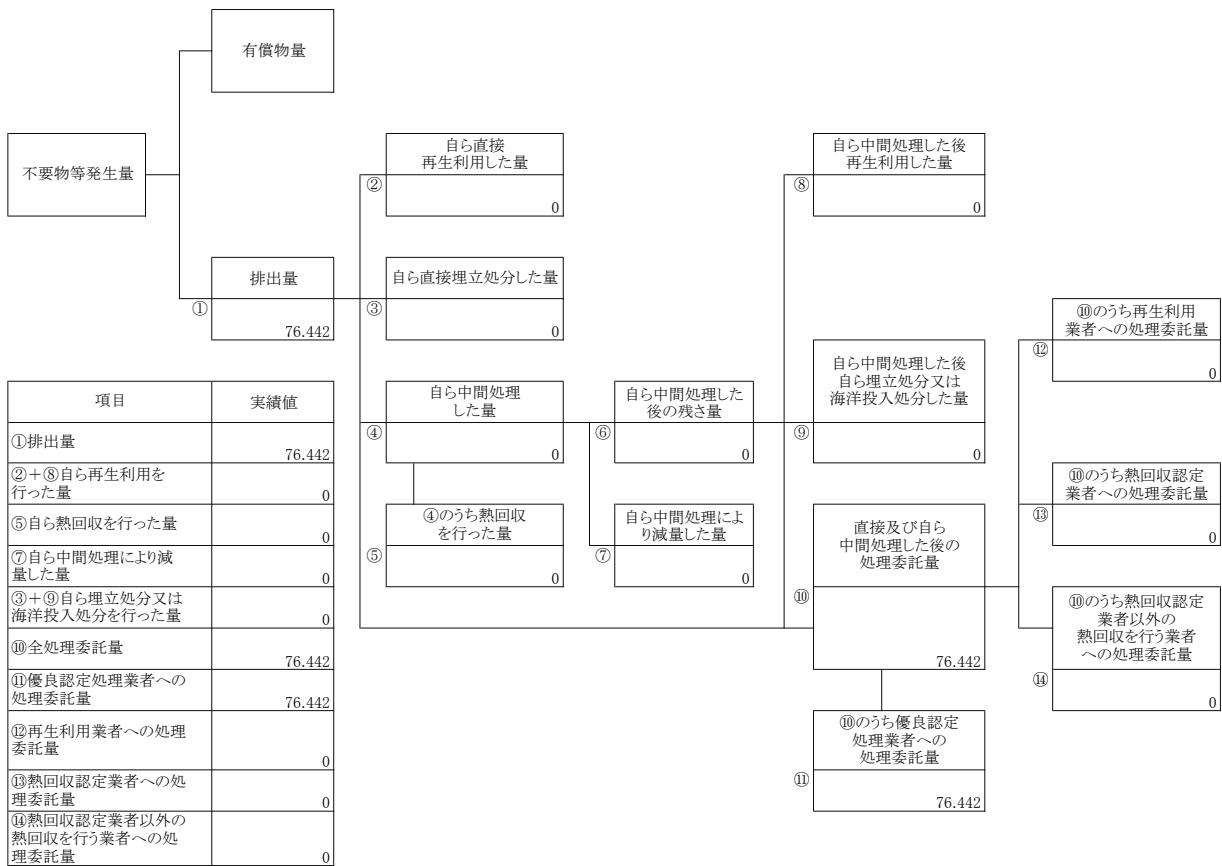 有償物量
不要物等発生量
排出量
①
76.442
自ら直接
再生利用した量
②
0
自ら直接埋立処分した量
③
0
自ら中間処理
した量
④
0
④のうち熱回収
を行った量
⑤
0
自ら中間処理した
後の残さ量
⑥
0
自ら中間処理によ
り減量した量
⑦
0
自ら中間処理した後
再生利用した量
⑧
0
自ら中間処理した後
自ら埋立処分又は
海洋投入処分した量
⑨
0
直接及び自ら
中間処理した後の
処理委託量
⑩
76.442
⑩のうち優良認定
処理業者への
処理委託量
⑪
76.442
⑩のうち再生利用
業者への処理委託量
⑫
0
⑩のうち熱回収認定
業者への処理委託量
⑬
0
⑩のうち熱回収認定
業者以外の
熱回収を行う業者
への処理委託量
⑭
0
項目 実績値
①排出量
76.442
②+⑧自ら再生利用を
行った量 0
⑤自ら熱回収を行った量
0
⑦自ら中間処理により減
量した量 0
③+⑨自ら埋立処分又は
海洋投入処分を行った量 0
⑩全処理委託量
76.442
⑪優良認定処理業者への
処理委託量 76.442
⑫再生利用業者への処理
委託量
0
⑬熱回収認定業者への処
理委託量 0
⑭熱回収認定業者以外の
熱回収を行う業者への処
理委託量 0